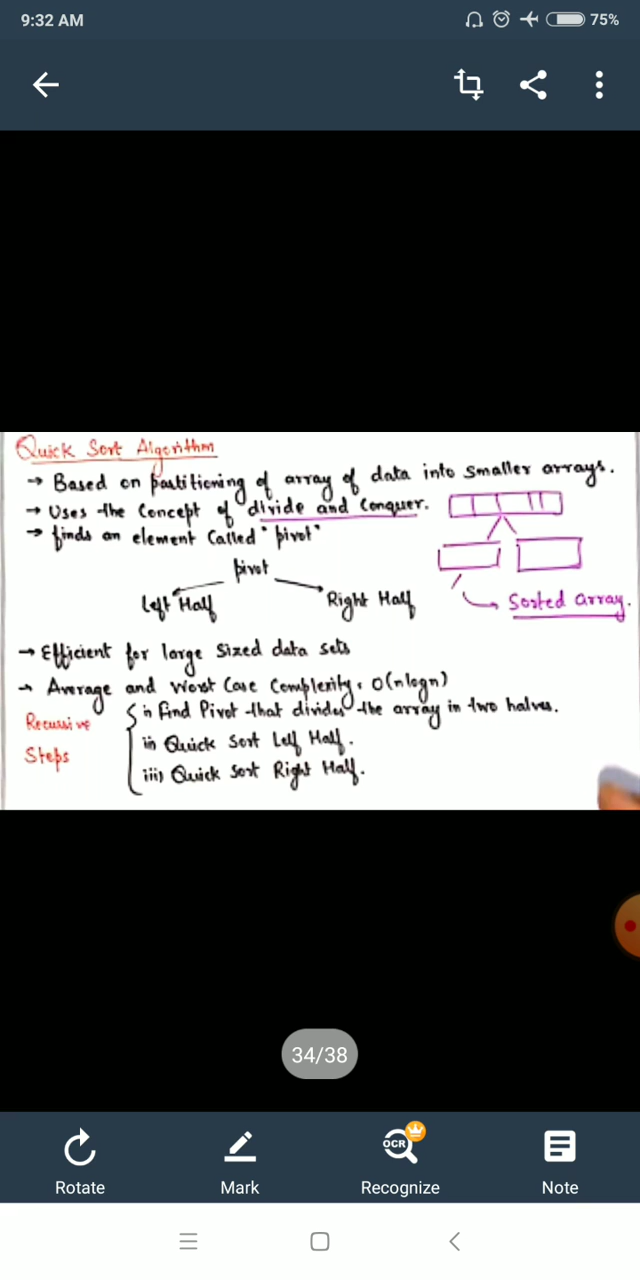 9:32 AM
75%
Quick Sort Algorithm
→ Based on partitioning of array of data into smaller arrays.
→ Uses the Concept of divide and Conquer.
→ finds an element Called "pivot"
pivot
Left Half
Right Half
Sorted array.
→ Efficient for large Sized data sets
→ Average and Worst Case Complexity, O(nlogn)
Recursive
Steps
i) find Pivot that divides the array in two halves.
ii) Quick Sort Left Half.
iii) Quick Sort Right Half.
34/38
OCR
Rotate
Mark
Recognize
Note